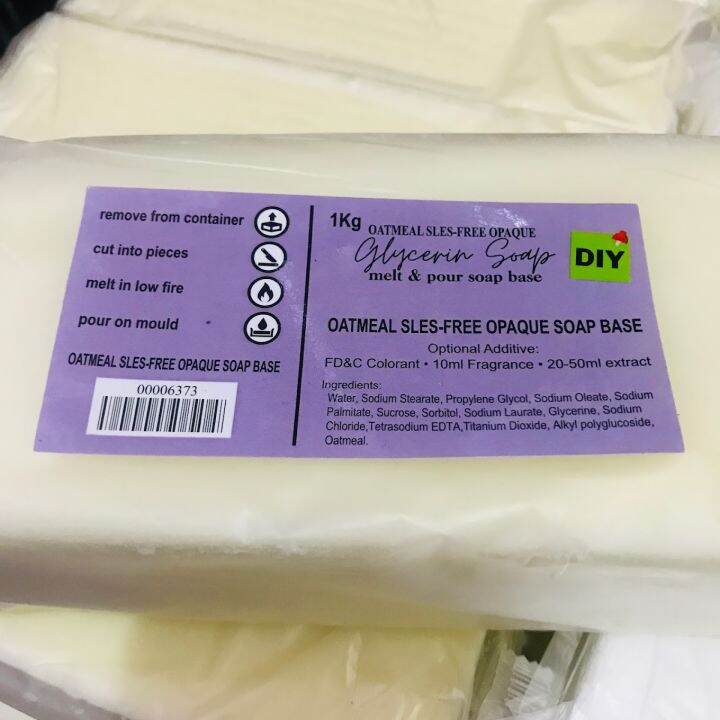 remove from container
cut into pieces
melt in low fire
pour on mould
OATMEAL SLES-FREE OPAQUE SOAP BASE
00006373
1Kg OATMEAL SLES-FREE OPAQUE
Glycerin Soap
melt & pour soap base
DIY
OATMEAL SLES-FREE OPAQUE SOAP BASE
Optional Additive:
FD&C Colorant • 10ml Fragrance • 20-50ml extract
Ingredients:
Water, Sodium Stearate, Propylene Glycol, Sodium Oleate, Sodium
Palmitate, Sucrose, Sorbitol, Sodium Laurate, Glycerine, Sodium
Chloride,Tetrasodium EDTA,Titanium Dioxide, Alkyl polyglucoside,
Oatmeal.